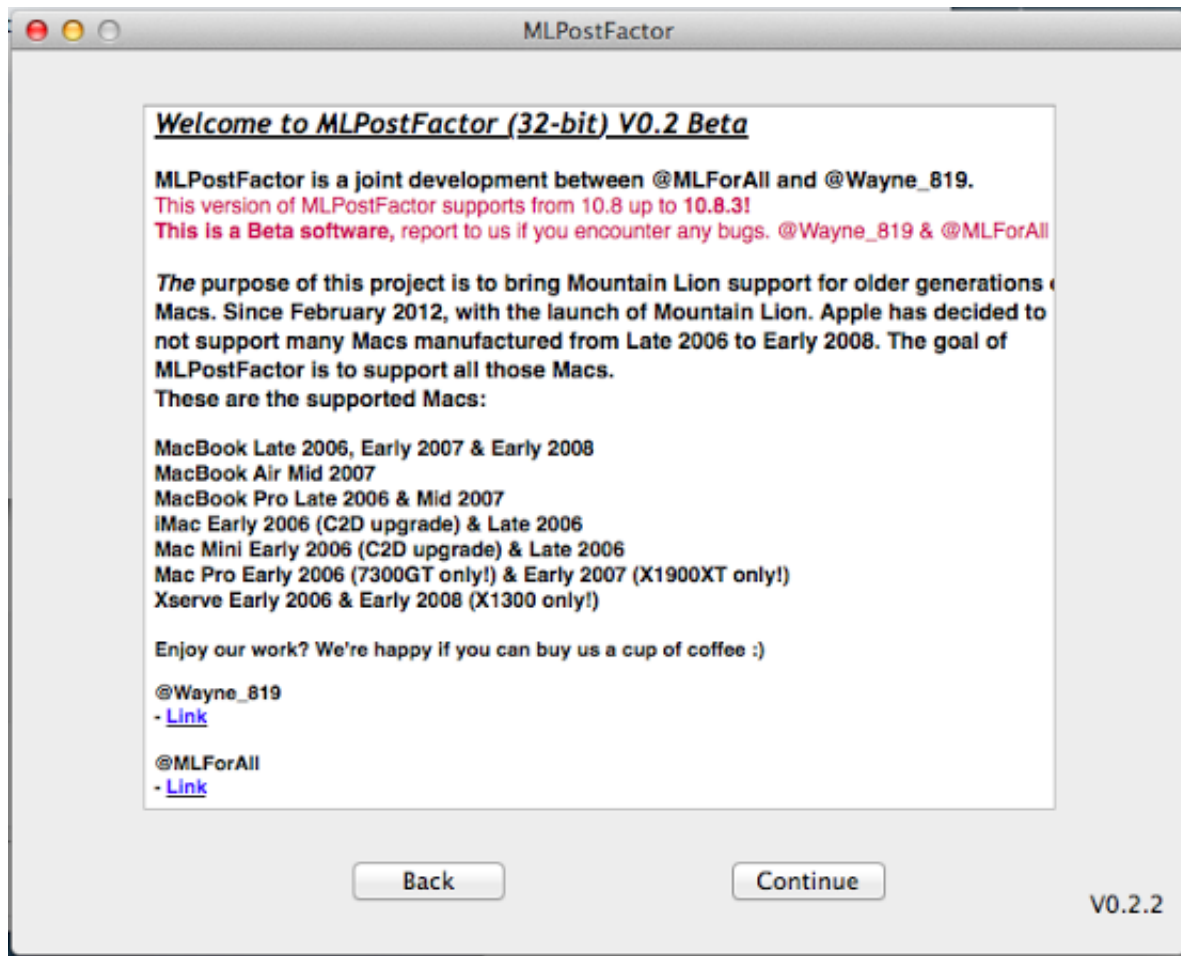 MLPostFactor
Welcome to MLPostFactor (32-bit) V0.2 Beta
MLPostFactor is a joint development between @MLForAll and @Wayne_819.
This version of MLPostFactor supports from 10.8 up to 10.8.3!
This is a Beta software, report to us if you encounter any bugs. @Wayne_819 & @MLForAll
The purpose of this project is to bring Mountain Lion support for older generations
Macs. Since February 2012, with the launch of Mountain Lion. Apple has decided to
not support many Macs manufactured from Late 2006 to Early 2008. The goal of
MLPostFactor is to support all those Macs.
These are the supported Macs:
MacBook Late 2006, Early 2007 & Early 2008
MacBook Air Mid 2007
MacBook Pro Late 2006 & Mid 2007
iMac Early 2006 (C2D upgrade) & Late 2006
Mac Mini Early 2006 (C2D upgrade) & Late 2006
Mac Pro Early 2006 (7300GT only!) & Early 2007 (X1900XT only!)
Xserve Early 2006 & Early 2008 (X1300 only!)
Enjoy our work? We're happy if you can buy us a cup of coffee :)
@Wayne_819
- Link
@MLForAll
- Link
Back Continue
V0.2.2